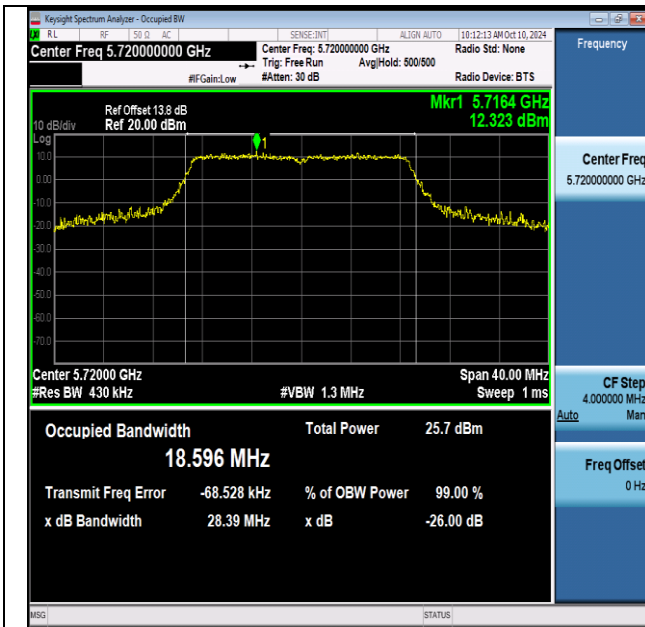 Keysight Spectrum Analyzer - Occupied BW
LXI RL RF 50 Ω AC SENSE:INT ALIGN AUTO 10:12:13 AM Oct 10, 2024
Center Freq 5.720000000 GHz
Center Freq: 5.720000000 GHz Radio Std: None
Trig: Free Run Avg|Hold: 500/500
#IFGain:Low #Atten: 30 dB Radio Device: BTS
Frequency
Mkr1 5.7164 GHz
12.323 dBm
Ref Offset 13.8 dB
10 dB/div Ref 20.00 dBm
Log
1
10.0
0.00
-10.0
-20.0
-30.0
-40.0
-50.0
-60.0
-70.0
Center Freq
5.720000000 GHz
Center 5.72000 GHz Span 40.00 MHz
#Res BW 430 kHz #VBW 1.3 MHz Sweep 1 ms
CF Step
4.000000 MHz
Auto Man
Occupied Bandwidth Total Power 25.7 dBm
18.596 MHz
Transmit Freq Error -68.528 kHz % of OBW Power 99.00 %
x dB Bandwidth 28.39 MHz x dB -26.00 dB
Freq Offset
0 Hz
MSG STATUS